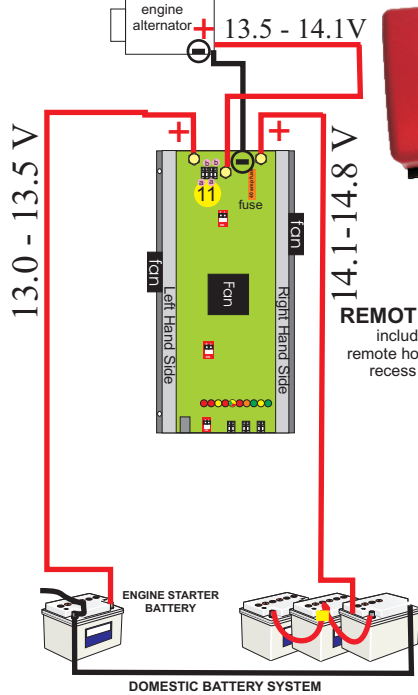 engine
alternator
+
13.5 - 14.1V
+
+
13.0 - 13.5 V
14.1-14.8 V
b b
a a
11
fuse
fan
fan
Fan
Left Hand Side
Right Hand Side
REMOT
includ
remote ho
recess
ENGINE STARTER
BATTERY
DOMESTIC BATTERY SYSTEM